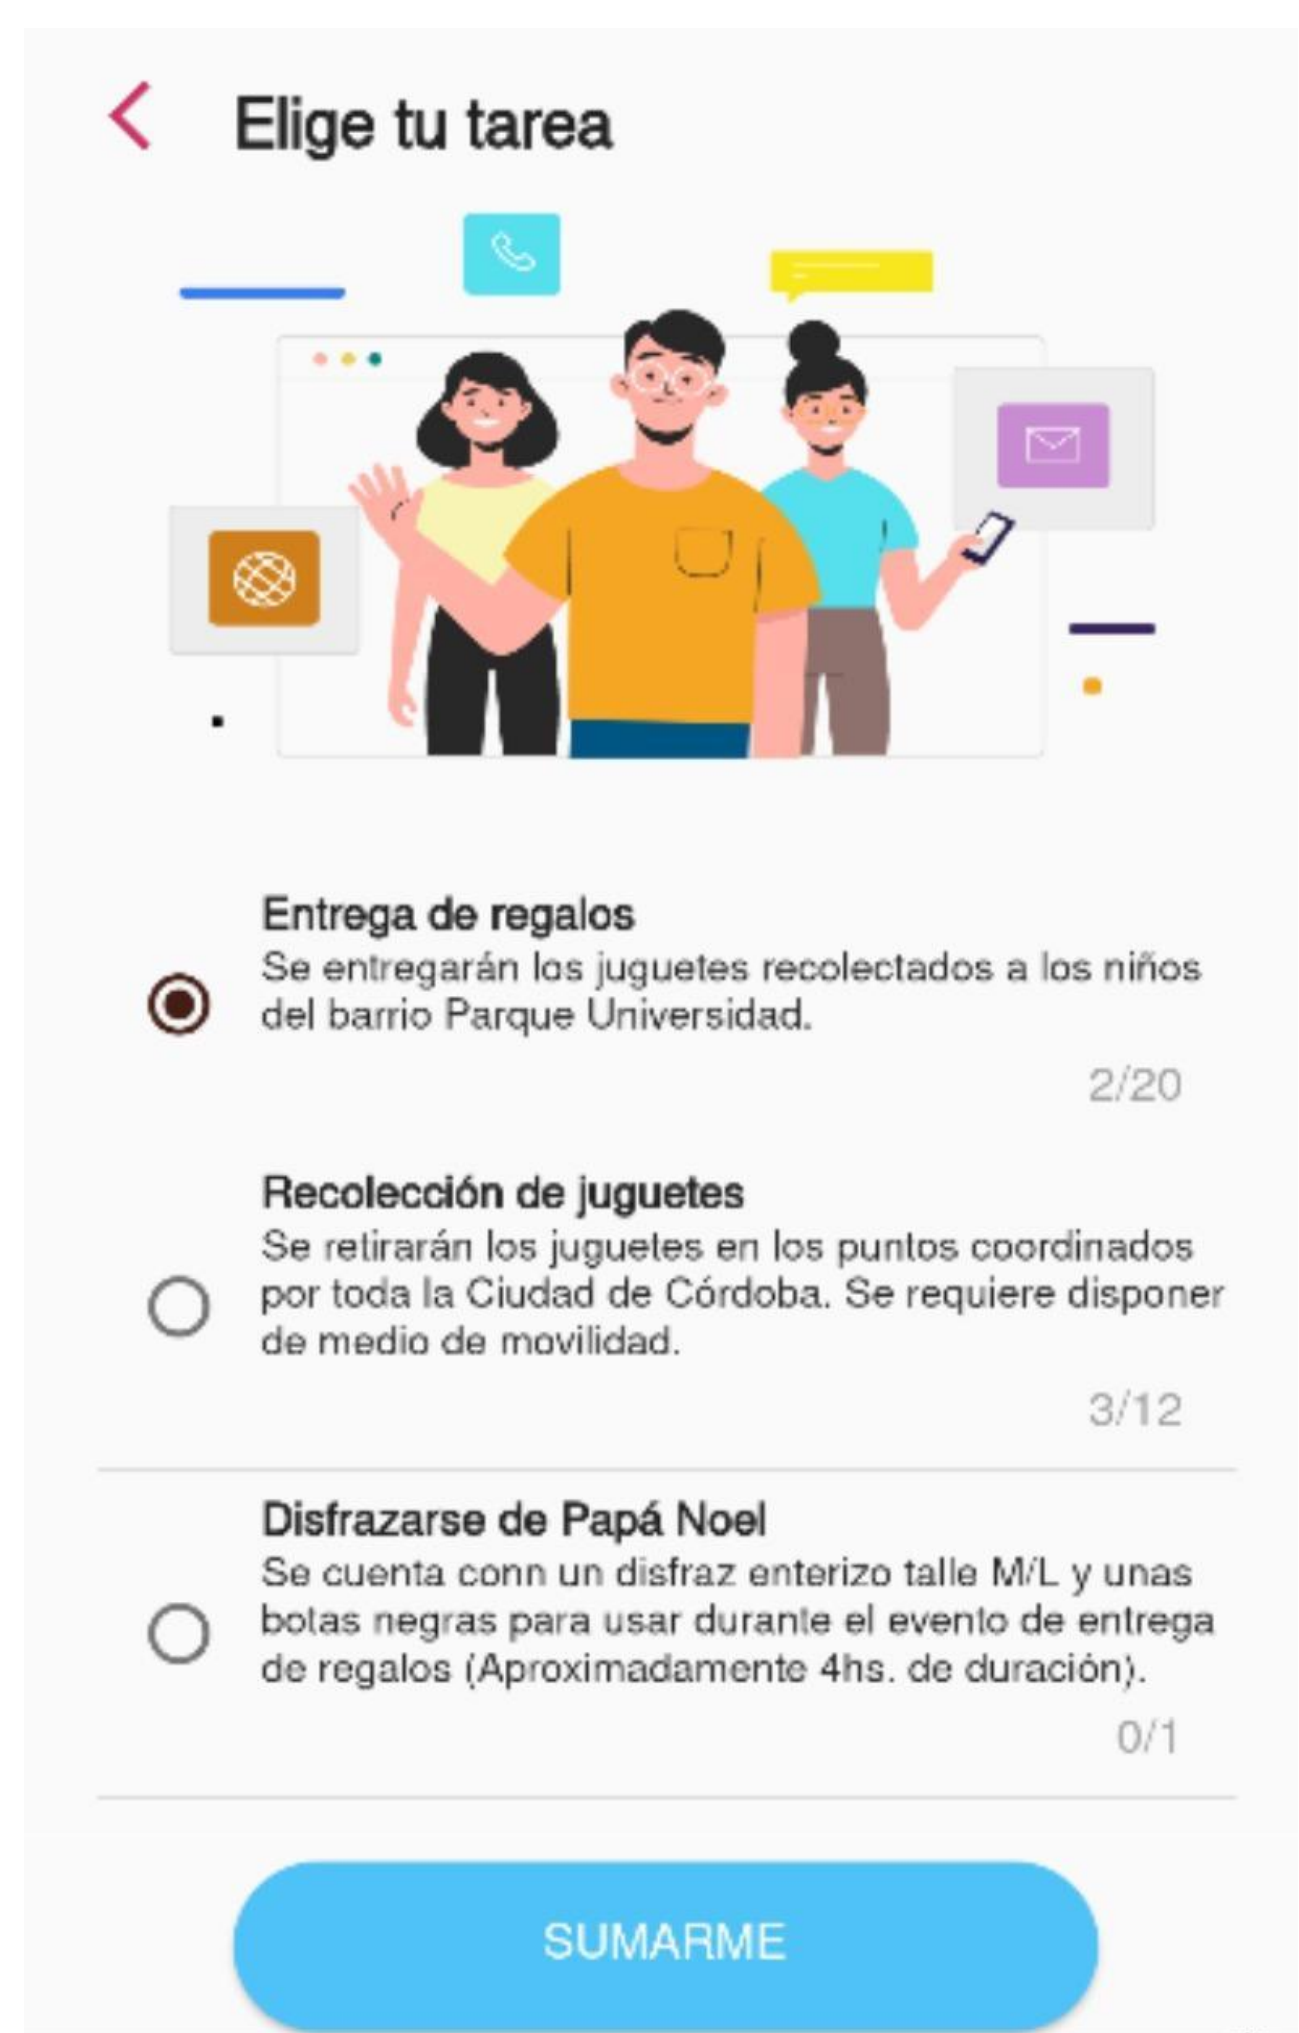 Elige tu tarea
Entrega de regalos
Se entregarán los juguetes recolectados a los niños
del barrio Parque Universidad.
2/20
Recolección de juguetes
Se retirarán los juguetes en los puntos coordinados
por toda la Ciudad de Córdoba. Se requiere disponer
de medio de movilidad.
3/12
Disfrazarse de Papá Noel
Se cuenta conn un disfraz enterizo talle M/L y unas
botas negras para usar durante el evento de entrega
de regalos (Aproximadamente 4hs. de duración).
0/1
SUMARME